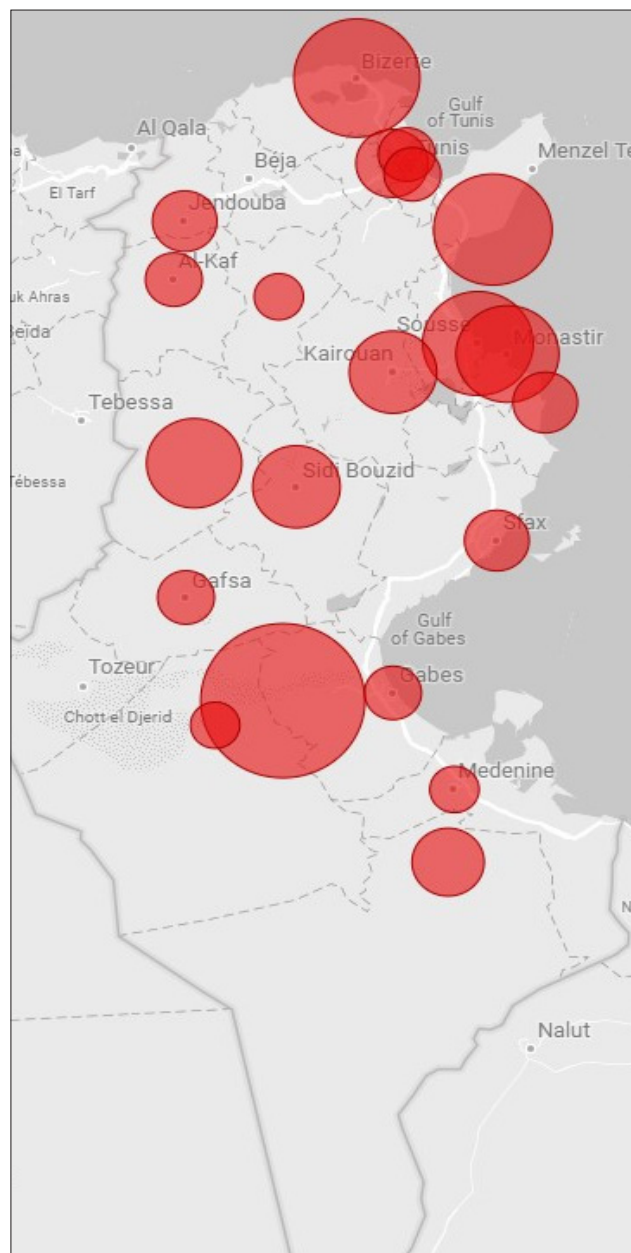 Bizerte
Gulf
of Tunis
Al Qala
Tunis
Béja
Menzel Te
El Tarf
Jendouba
Al-Kaf
uk Ahras
Sousse
Monastir
Beïda
Kairouan
Tebessa
Sidi Bouzid
Tébessa
Sfax
Gafsa
Gulf
of Gabes
Tozeur
Gabes
Chott el Djerid
Medenine
N
Nalut